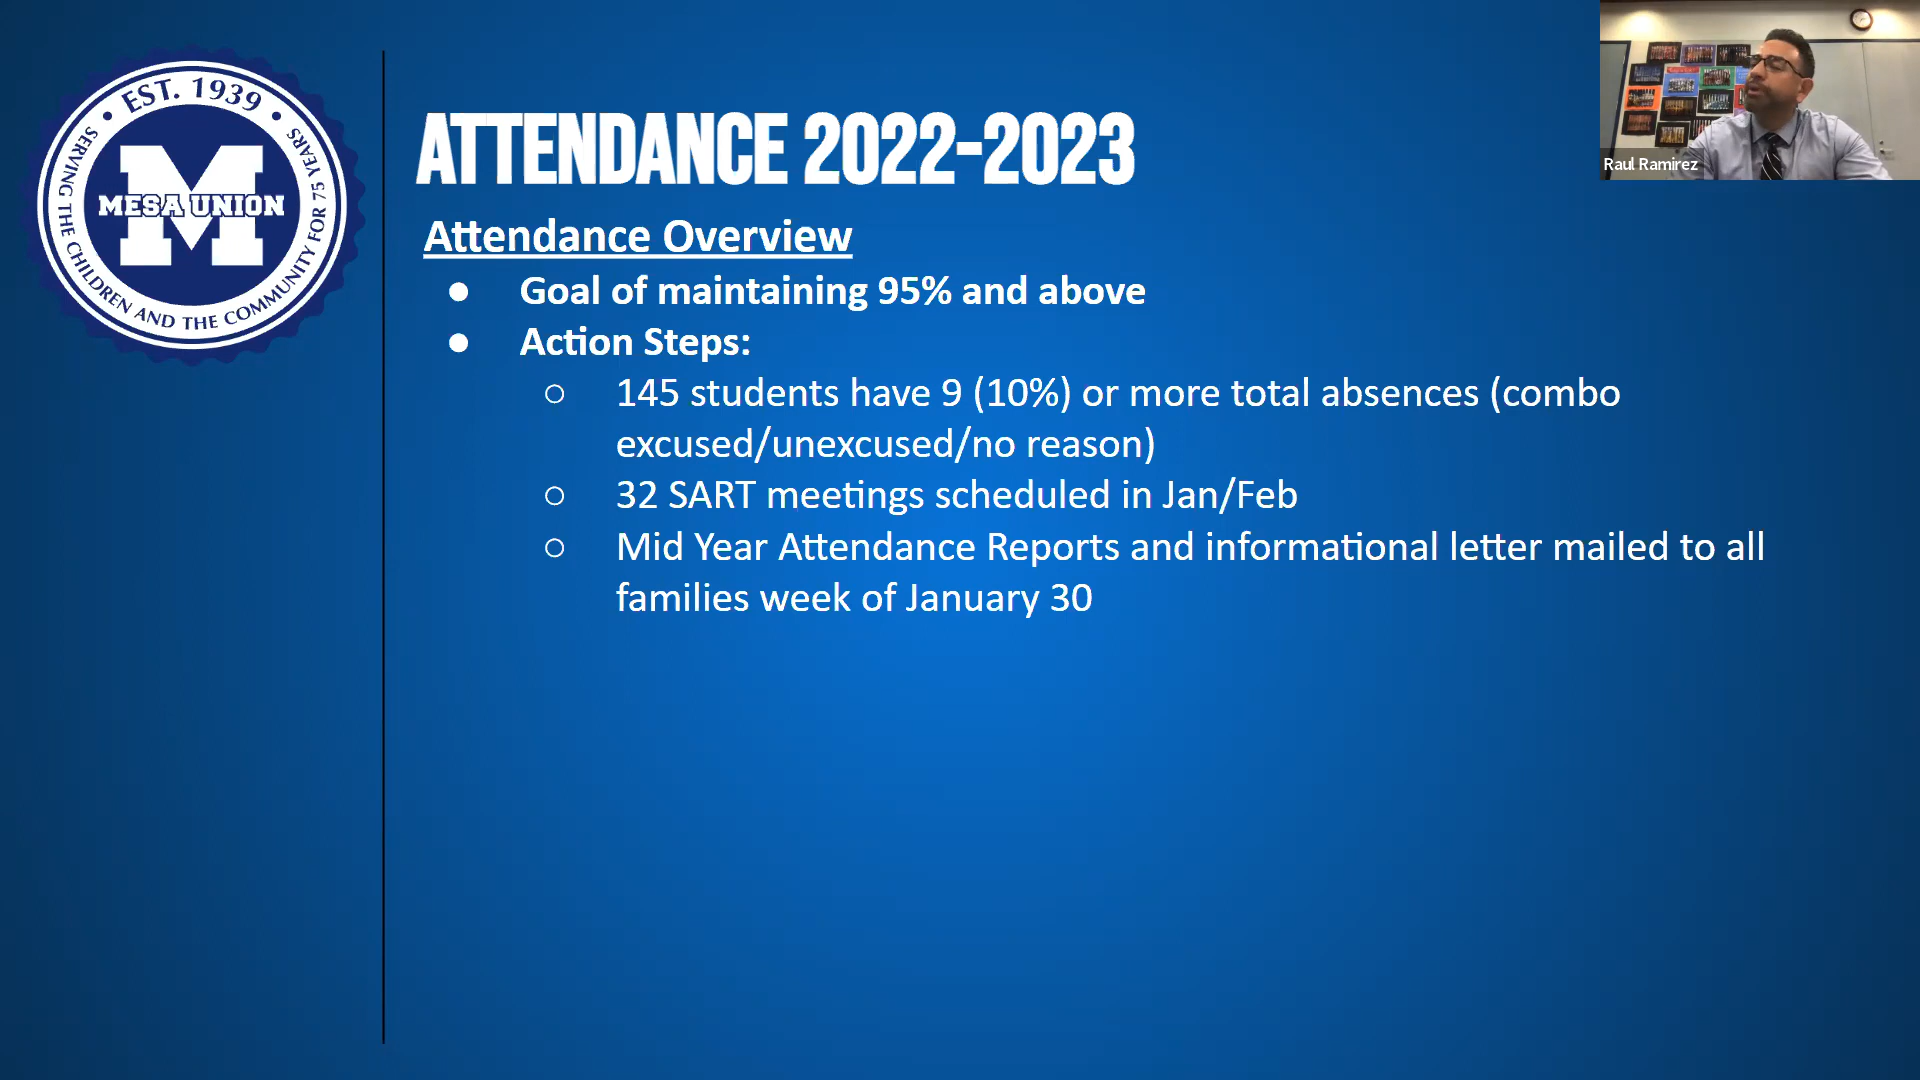 EST. 1939
SERVING THE CHILDREN AND THE COMMUNITY FOR 75 YEARS
MESA UNION
ATTENDANCE 2022-2023
Attendance Overview
● Goal of maintaining 95% and above
● Action Steps:
○ 145 students have 9 (10%) or more total absences (combo
excused/unexcused/no reason)
○ 32 SART meetings scheduled in Jan/Feb
○ Mid Year Attendance Reports and informational letter mailed to all
families week of January 30
Raul Ramirez